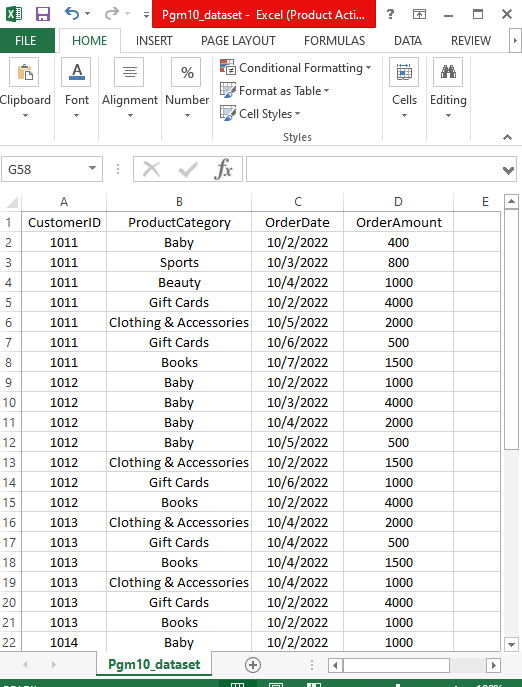 Pgm10_dataset - Excel (Product Acti...
FILE HOME INSERT PAGE LAYOUT FORMULAS DATA REVIEW
Clipboard Font Alignment Number Conditional Formatting Format as Table Cell Styles Cells Editing
Styles
G58 fx
A B C D E
1 CustomerID ProductCategory OrderDate OrderAmount
2 1011 Baby 10/2/2022 400
3 1011 Sports 10/3/2022 800
4 1011 Beauty 10/4/2022 1000
5 1011 Gift Cards 10/2/2022 4000
6 1011 Clothing & Accessories 10/5/2022 2000
7 1011 Gift Cards 10/6/2022 500
8 1011 Books 10/7/2022 1500
9 1012 Baby 10/2/2022 1000
10 1012 Baby 10/3/2022 4000
11 1012 Baby 10/4/2022 2000
12 1012 Baby 10/5/2022 500
13 1012 Clothing & Accessories 10/2/2022 1500
14 1012 Gift Cards 10/6/2022 1000
15 1012 Books 10/2/2022 4000
16 1013 Clothing & Accessories 10/4/2022 2000
17 1013 Gift Cards 10/4/2022 500
18 1013 Books 10/4/2022 1500
19 1013 Clothing & Accessories 10/4/2022 1000
20 1013 Gift Cards 10/2/2022 4000
21 1013 Books 10/2/2022 1000
22 1014 Baby 10/2/2022 1000
Pgm10_dataset